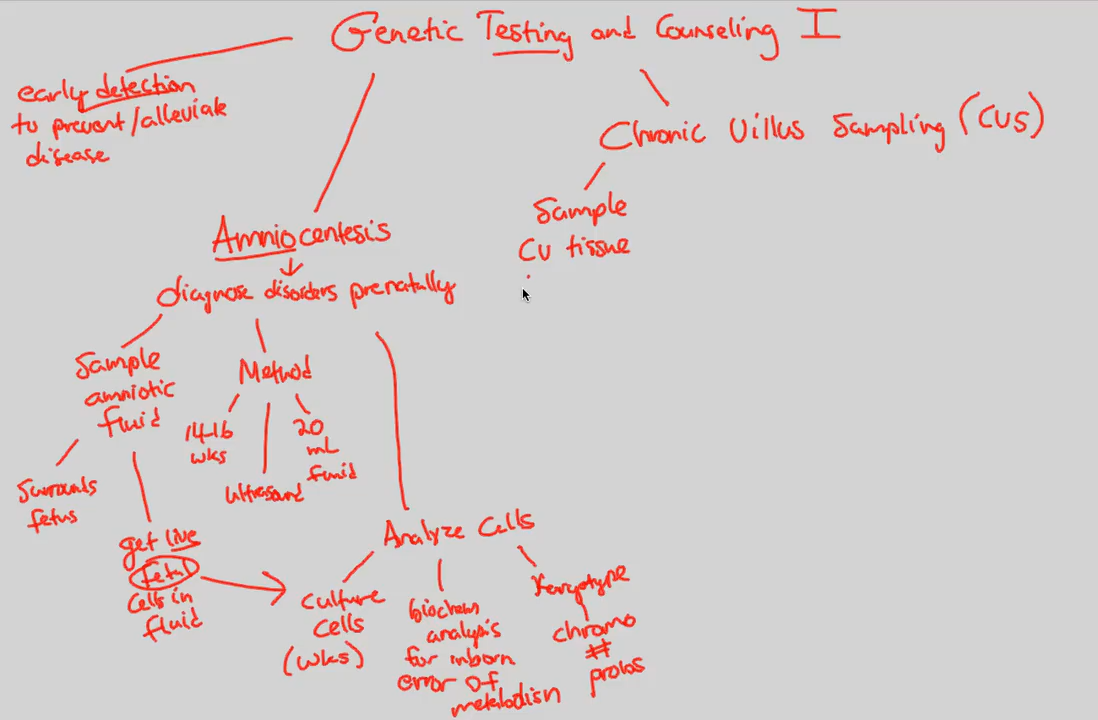 Genetic Testing and Counseling I
early detection
to prevent/alleviate
disease
Chronic Villus Sampling (CVS)
Sample
CV tissue
Amniocentesis
diagnose disorders prenatally
Sample
amniotic
fluid
Method
14-16
wks
ultrasound
20
mL
fluid
Surrounds
fetus
get live
fetal
cells in
fluid
Analyze Cells
culture
cells
(wks)
biochem
analysis
for inborn
error of
metabolism
Karyotype
chromo
#
probs